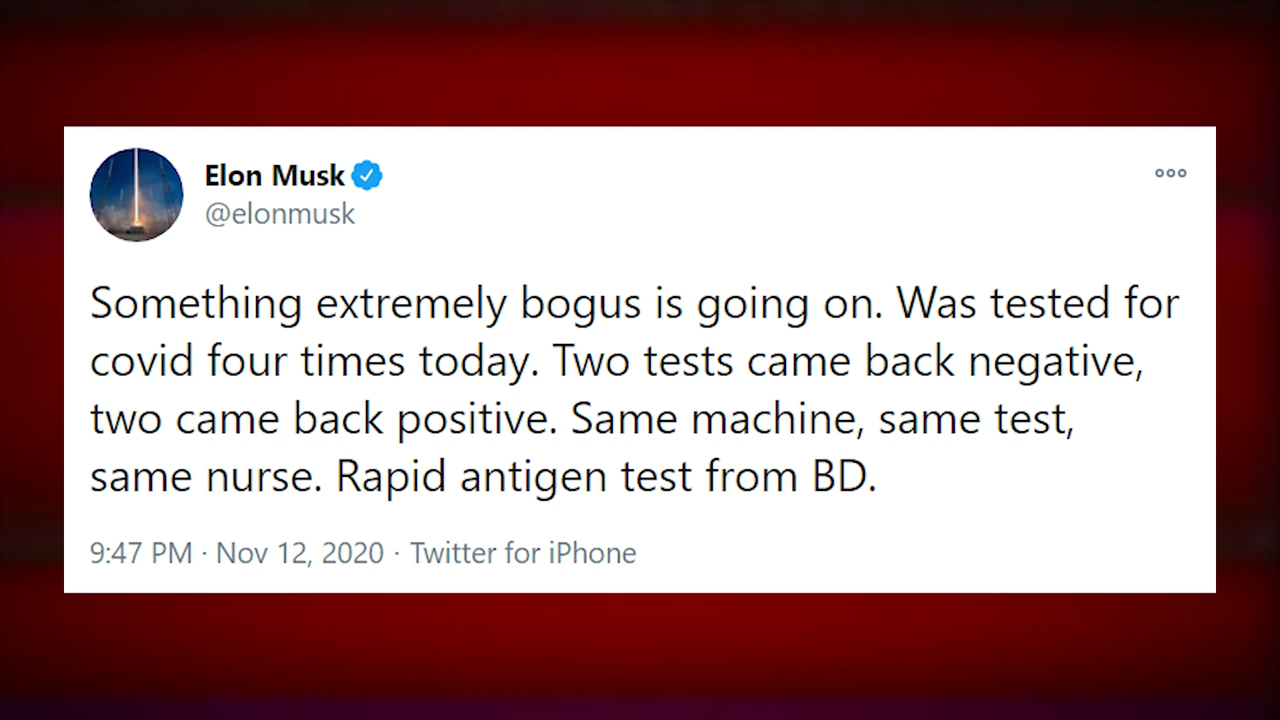 Elon Musk
@elonmusk
Something extremely bogus is going on. Was tested for
covid four times today. Two tests came back negative,
two came back positive. Same machine, same test,
same nurse. Rapid antigen test from BD.
9:47 PM · Nov 12, 2020 · Twitter for iPhone